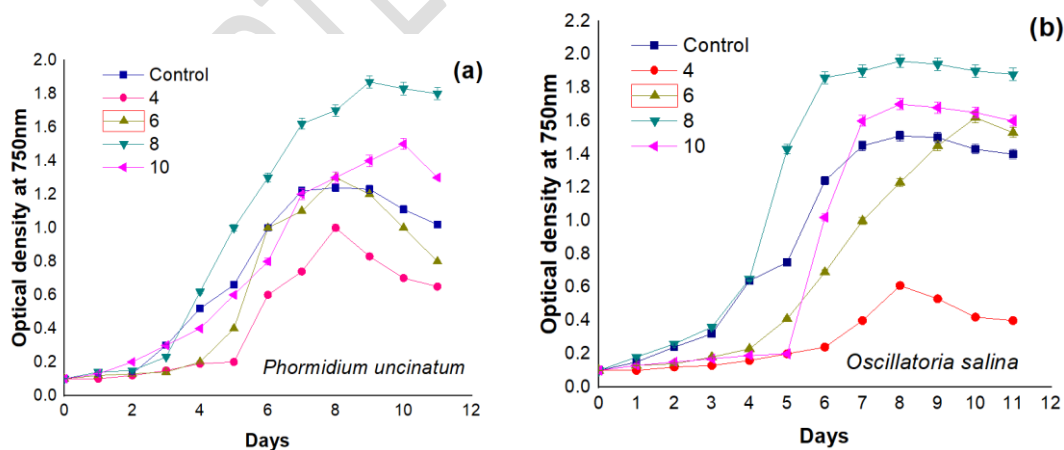 (a)
Control
4
6
8
10
Optical density at 750nm
2.0
1.8
1.6
1.4
1.2
1.0
0.8
0.6
0.4
0.2
0.0
Phormidium uncinatum
0 2 4 6 8 10 12
Days
(b)
Control
4
6
8
10
Optical density at 750nm
2.2
2.0
1.8
1.6
1.4
1.2
1.0
0.8
0.6
0.4
0.2
0.0
Oscillatoria salina
0 1 2 3 4 5 6 7 8 9 10 11 12
Days